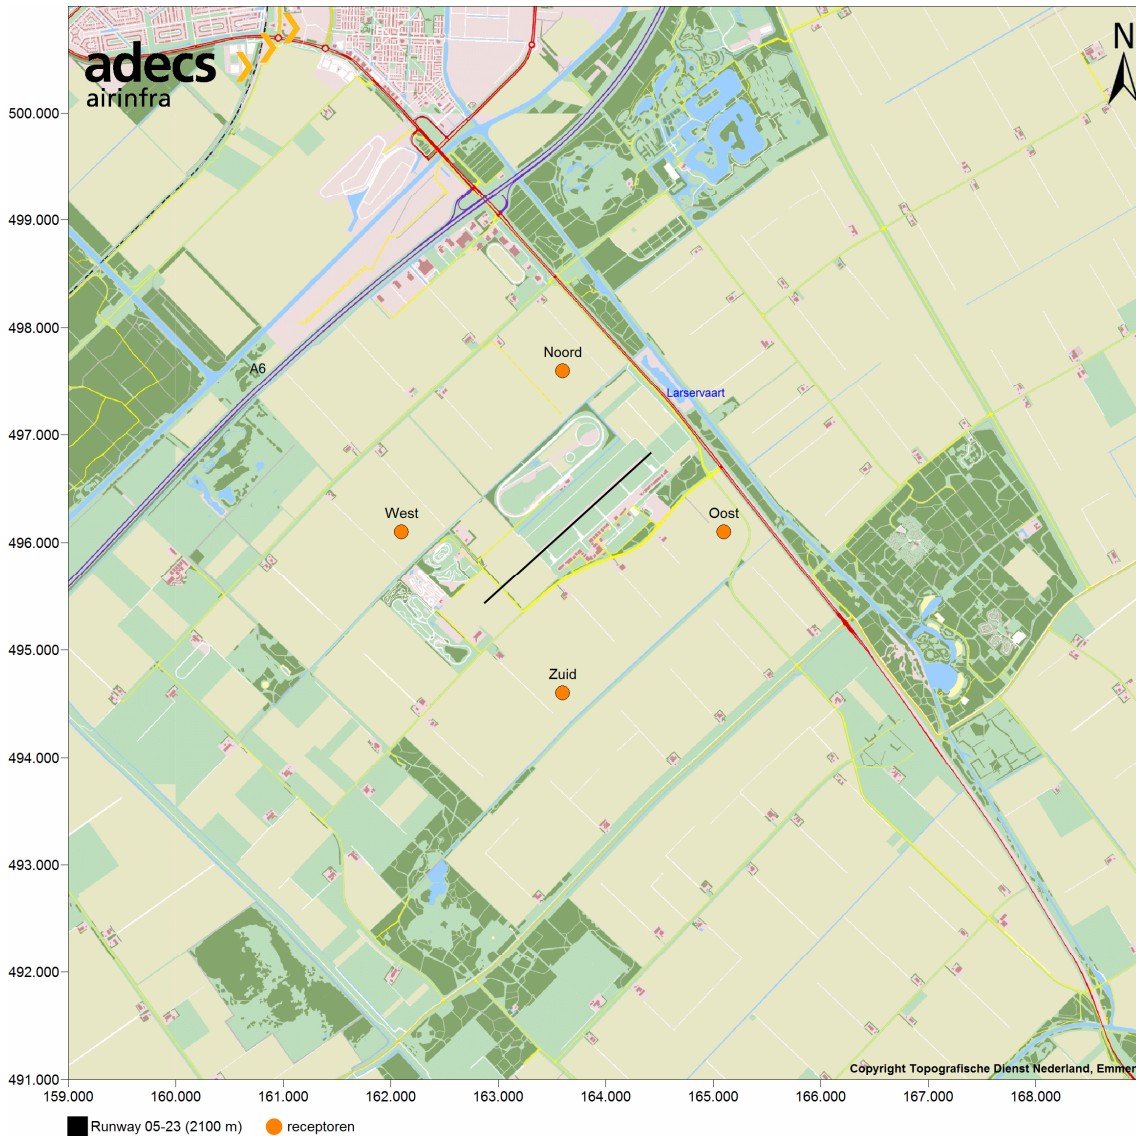 N
adecs
airinfra
500.000
499.000
498.000
Noord
A6
Larservaart
497.000
West
Oost
496.000
495.000
Zuid
494.000
493.000
492.000
491.000
Copyright Topografische Dienst Nederland, Emmen
159.000 160.000 161.000 162.000 163.000 164.000 165.000 166.000 167.000 168.000
Runway 05-23 (2100 m) receptoren